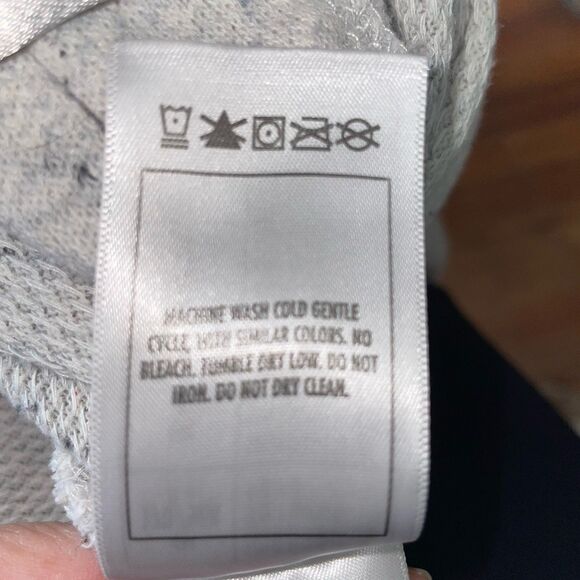 MACHINE WASH COLD GENTLE
CYCLE, WITH SIMILAR COLORS. NO
BLEACH. TUMBLE DRY LOW. DO NOT
IRON. DO NOT DRY CLEAN.